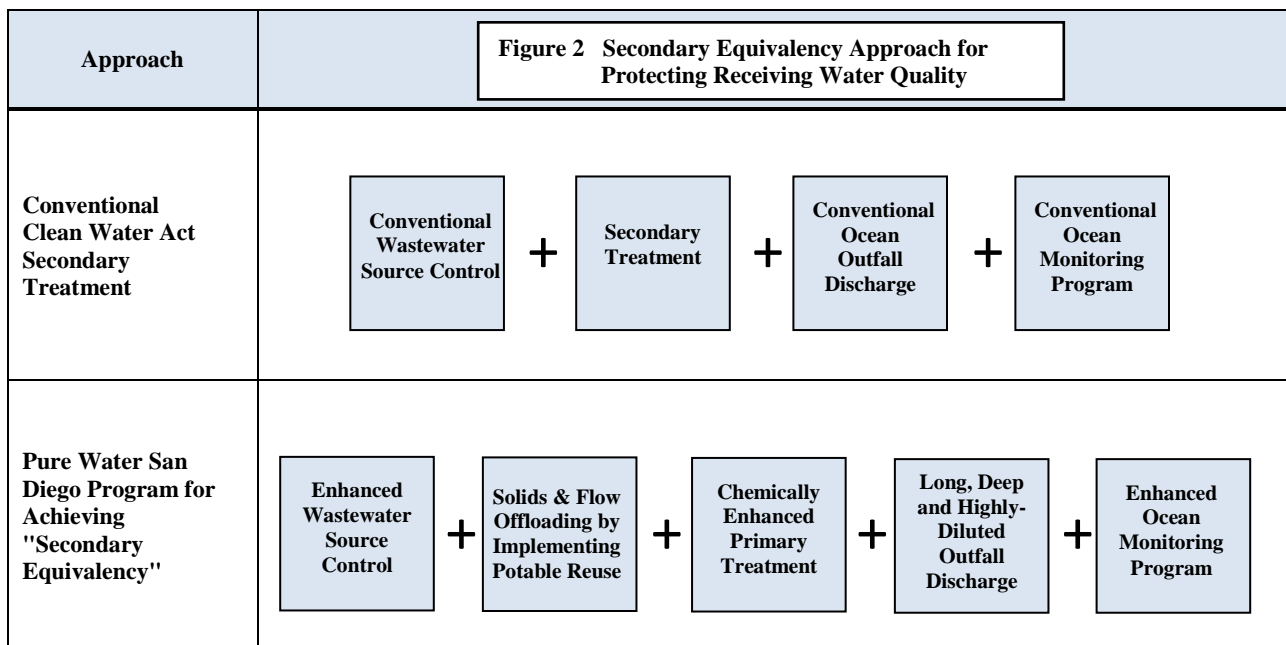 Approach
Figure 2 Secondary Equivalency Approach for
Protecting Receiving Water Quality
Conventional
Clean Water Act
Secondary
Treatment
Conventional
Wastewater
Source Control
+
Secondary
Treatment
+
Conventional
Ocean
Outfall
Discharge
+
Conventional
Ocean
Monitoring
Program
Pure Water San
Diego Program for
Achieving
"Secondary
Equivalency"
Enhanced
Wastewater
Source
Control
+
Solids & Flow
Offloading by
Implementing
Potable Reuse
+
Chemically
Enhanced
Primary
Treatment
+
Long, Deep
and Highly-
Diluted
Outfall
Discharge
+
Enhanced
Ocean
Monitoring
Program